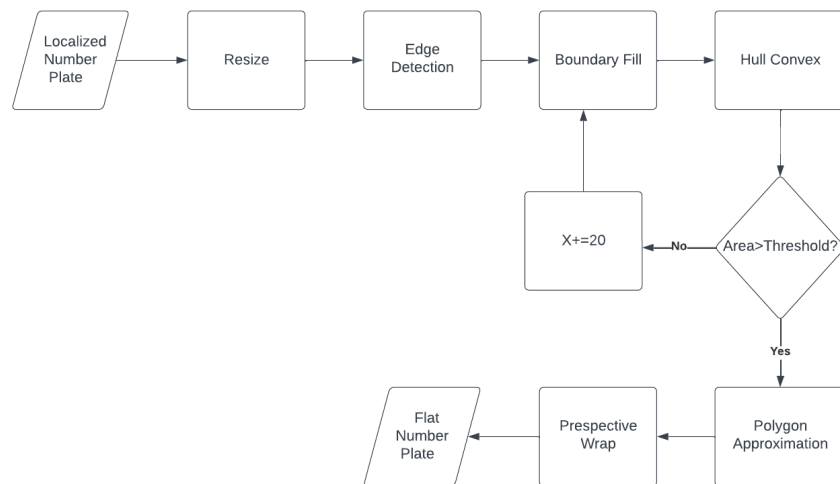 Localized
Number
Plate
Resize
Edge
Detection
Boundary Fill
Hull Convex
X+=20
No
Area>Threshold?
Yes
Flat
Number
Plate
Prespective
Wrap
Polygon
Approximation